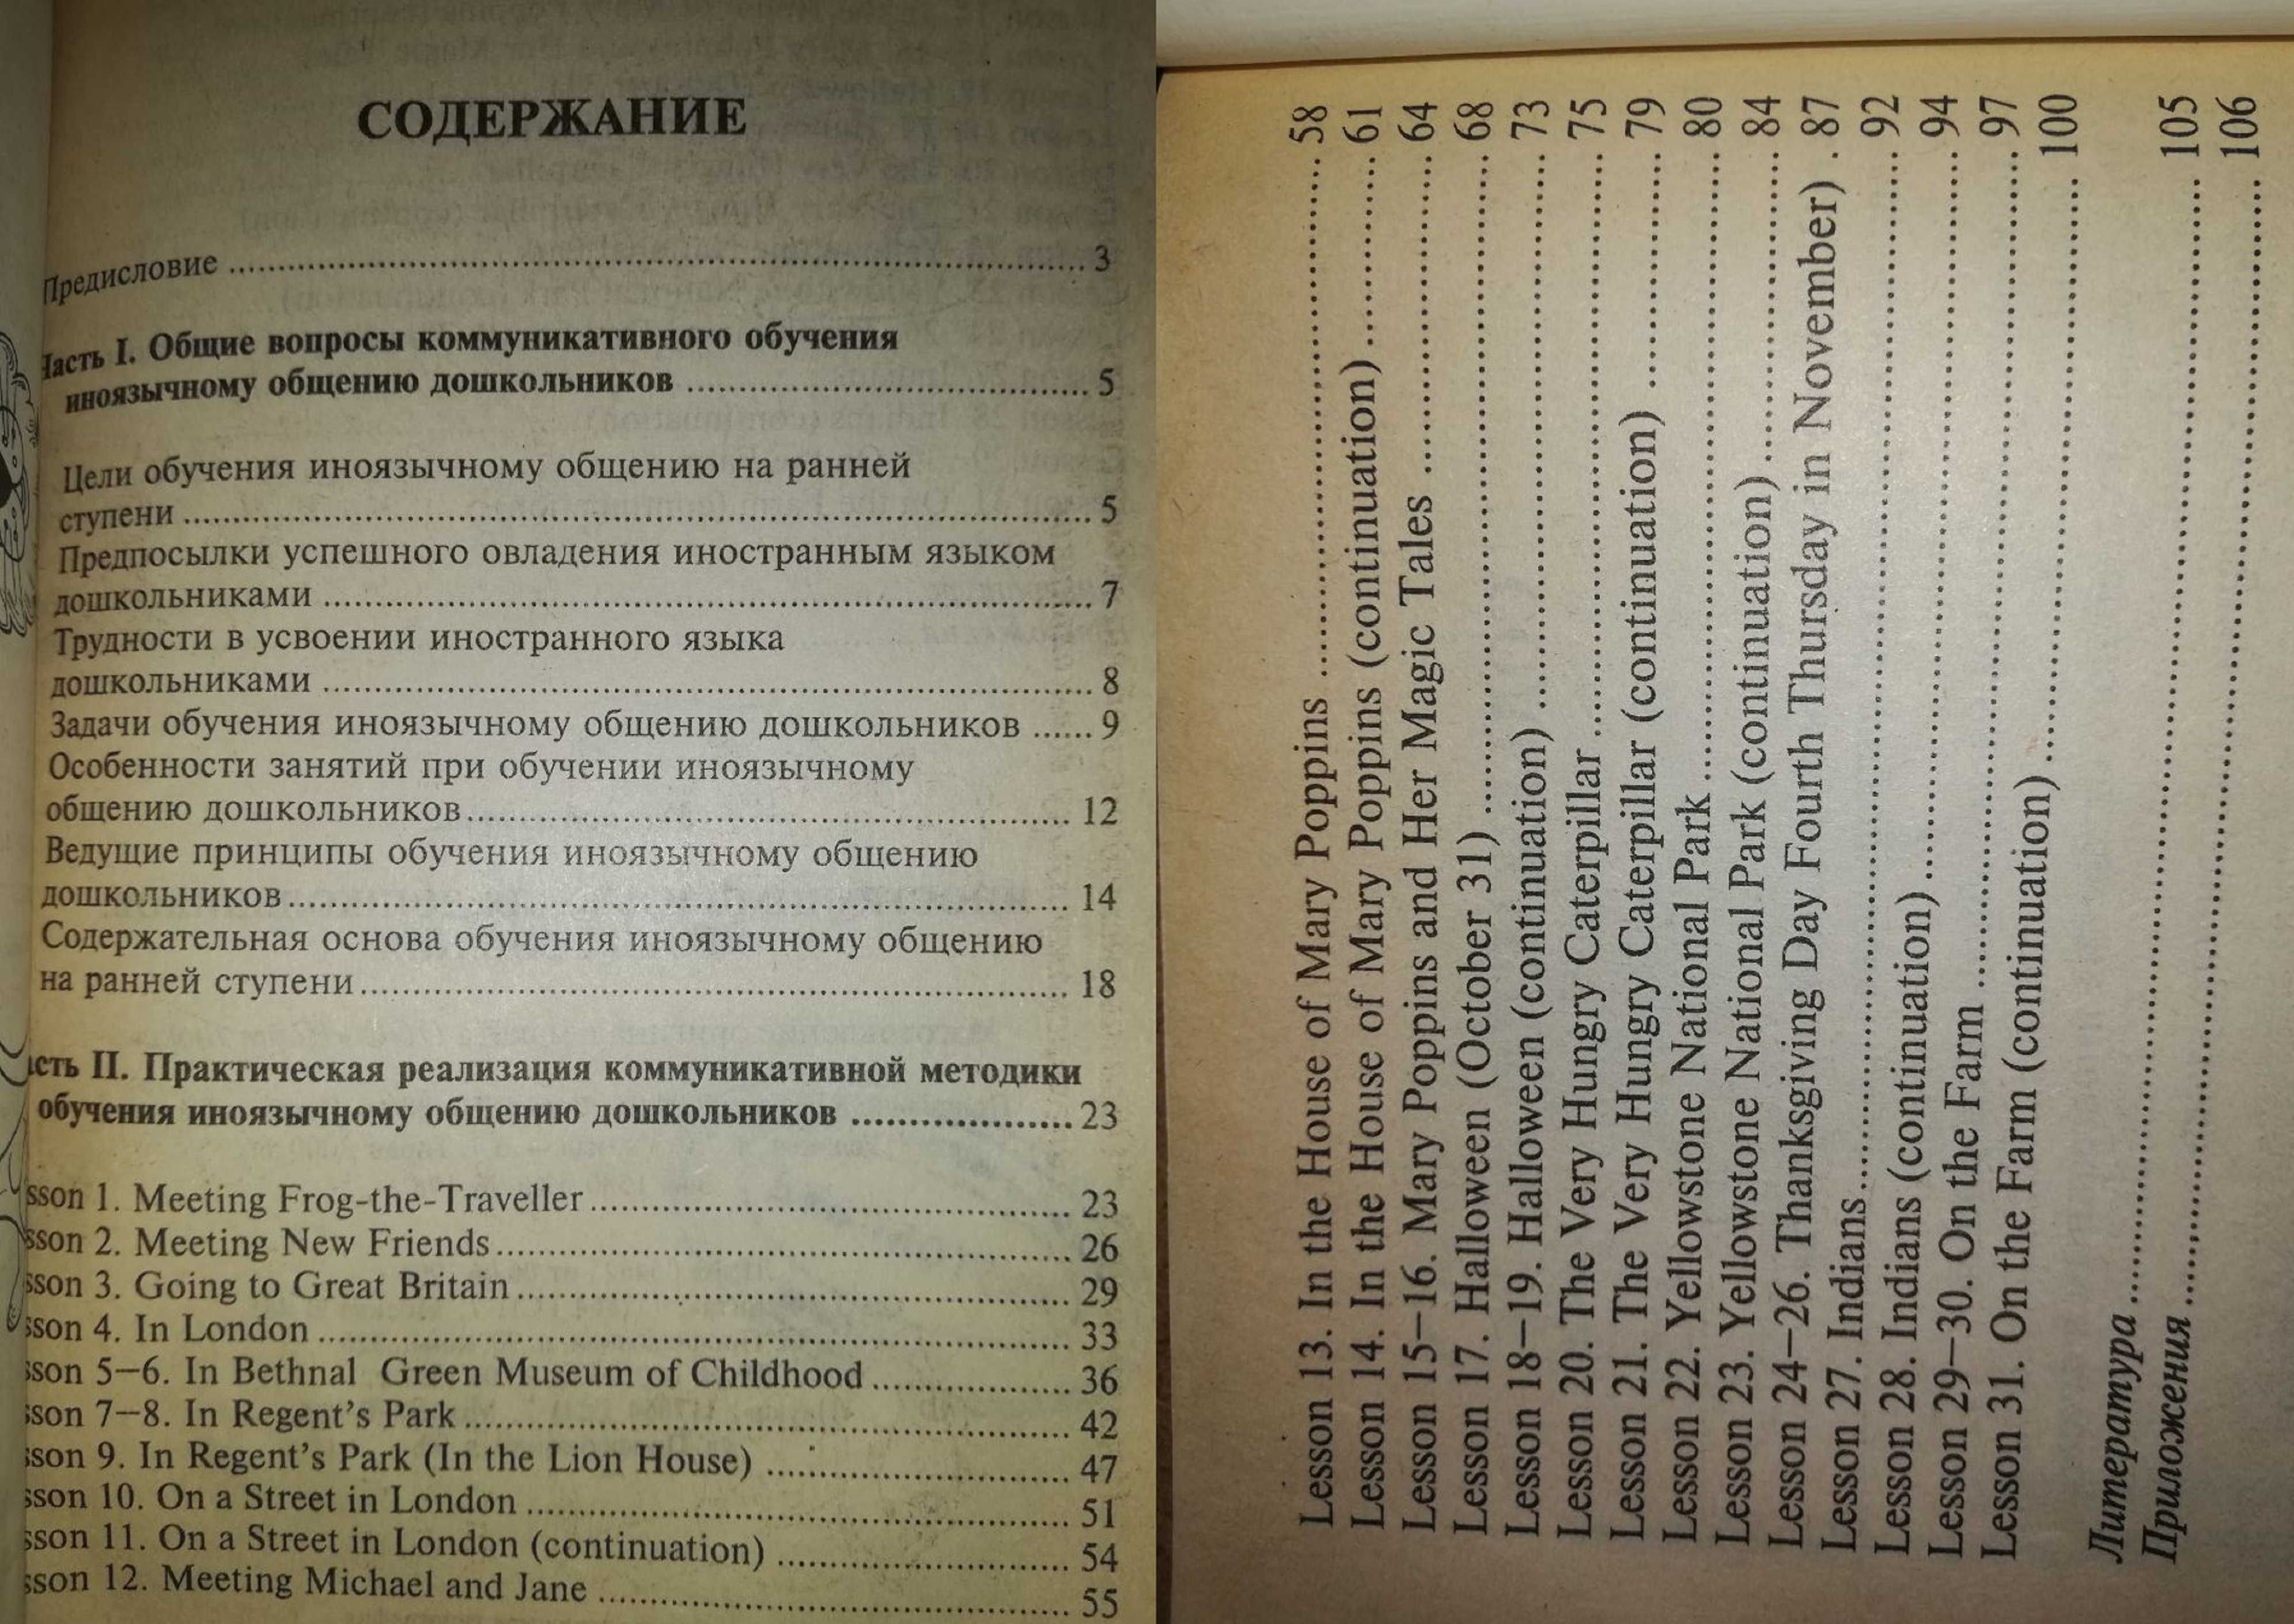 СОДЕРЖАНИЕ
Предисловие ........ 3
Часть I. Общие вопросы коммуникативного обучения
иноязычному общению дошкольников ........ 5
Цели обучения иноязычному общению на ранней
ступени ........ 5
Предпосылки успешного овладения иностранным языком
дошкольниками ........ 7
Трудности в усвоении иностранного языка
дошкольниками ........ 8
Задачи обучения иноязычному общению дошкольников ...... 9
Особенности занятий при обучении иноязычному
общению дошкольников ........ 12
Ведущие принципы обучения иноязычному общению
дошкольников ........ 14
Содержательная основа обучения иноязычному общению
на ранней ступени ........ 18
асть II. Практическая реализация коммуникативной методики
обучения иноязычному общению дошкольников ........ 23
sson 1. Meeting Frog-the-Traveller ........ 23
sson 2. Meeting New Friends ........ 26
sson 3. Going to Great Britain ........ 29
sson 4. In London ........ 33
sson 5–6. In Bethnal Green Museum of Childhood ........ 36
sson 7–8. In Regent's Park ........ 42
sson 9. In Regent's Park (In the Lion House) ........ 47
sson 10. On a Street in London ........ 51
sson 11. On a Street in London (continuation) ........ 54
sson 12. Meeting Michael and Jane ........ 55
Lesson 13. In the House of Mary Poppins ........ 58
Lesson 14. In the House of Mary Poppins (continuation) ........ 61
Lesson 15–16. Mary Poppins and Her Magic Tales ........ 64
Lesson 17. Halloween (October 31) ........ 68
Lesson 18–19. Halloween (continuation) ........ 73
Lesson 20. The Very Hungry Caterpillar ........ 75
Lesson 21. The Very Hungry Caterpillar (continuation) ........ 79
Lesson 22. Yellowstone National Park ........ 80
Lesson 23. Yellowstone National Park (continuation) ........ 84
Lesson 24–26. Thanksgiving Day Fourth Thursday in November) . 87
Lesson 27. Indians ........ 92
Lesson 28. Indians (continuation) ........ 94
Lesson 29–30. On the Farm ........ 97
Lesson 31. On the Farm (continuation) ........ 100
Литература ........ 105
Приложения ........ 106